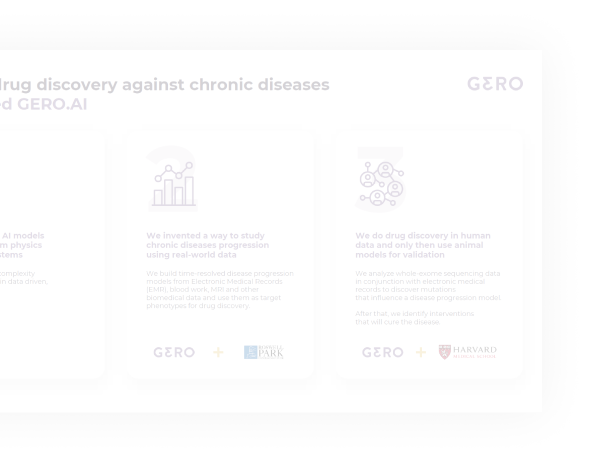 drug discovery against chronic diseases
GERO.AI
GERO
AI models
physics
complexity
data driven.
We invented a way to study
chronic diseases progression
using real-world data
We build time-resolved disease progression
models from Electronic Medical Records
(EMR), blood work, MRI and other
biomedical data and use them as target
phenotypes for drug discovery.
GERO + ROSWELL
PARK
3
We do drug discovery in human
data and only then use animal
models for validation
We analyse whole-exome sequencing data
in conjunction with electronic medical
records to discover mutations
that influence a disease progression model.
After that, we identify interventions
that will cure the disease.
GERO + HARVARD
MEDICAL SCHOOL